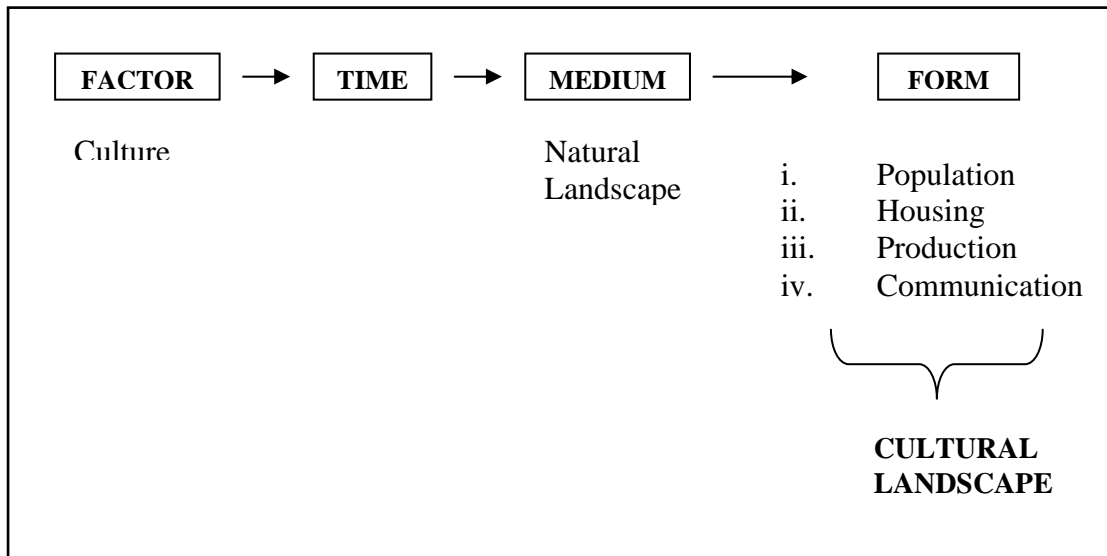 FACTOR TIME MEDIUM FORM
Culture
Natural
Landscape
i. Population
ii. Housing
iii. Production
iv. Communication
CULTURAL
LANDSCAPE